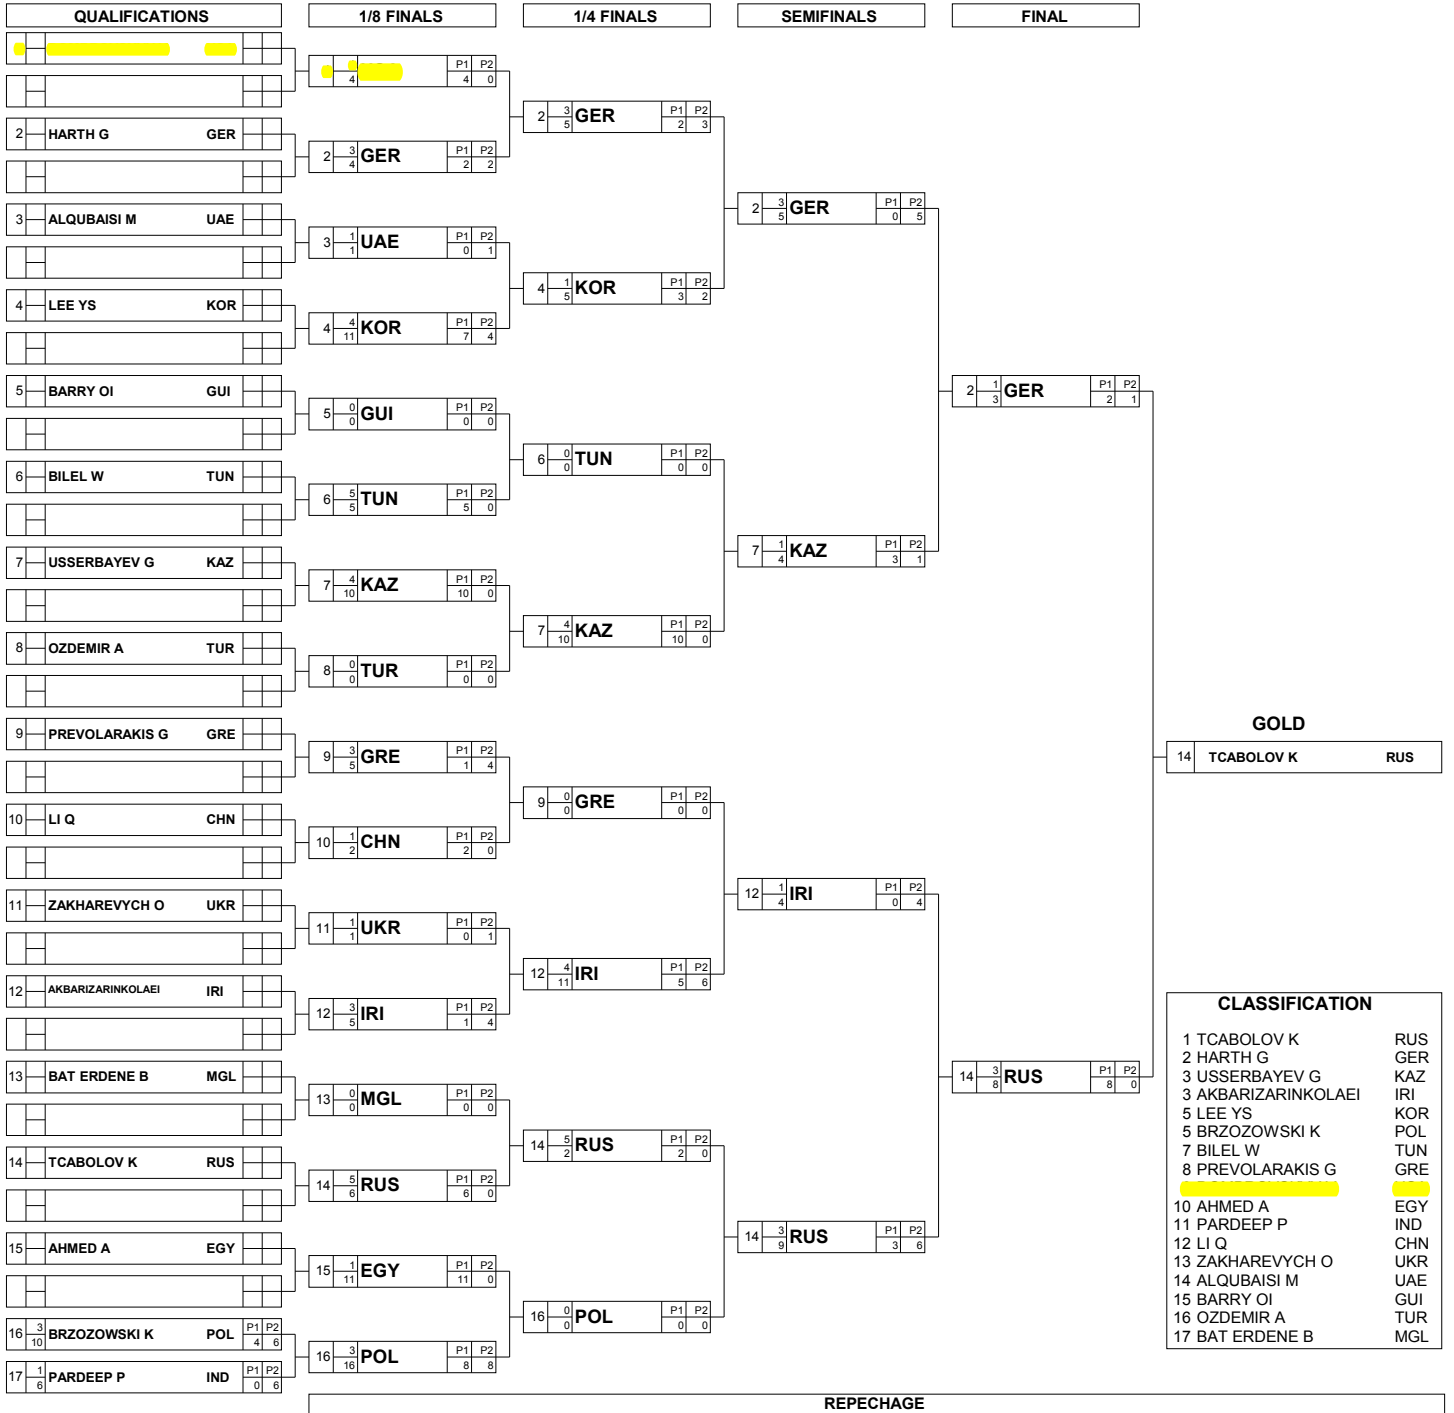 QUALIFICATIONS 1/8 FINALS 1/4 FINALS SEMIFINALS FINAL
4 P1 P2
4 0
2 HARTH G GER
2 3 4 GER P1 P2
2 2
2 3 5 GER P1 P2
2 3
3 ALQUBAISI M UAE
3 1 1 UAE P1 P2
0 1
2 3 5 GER P1 P2
0 5
4 LEE YS KOR
4 4 11 KOR P1 P2
7 4
4 1 5 KOR P1 P2
3 2
5 BARRY OI GUI
5 0 0 GUI P1 P2
0 0
2 1 3 GER P1 P2
2 1
6 BILEL W TUN
6 5 5 TUN P1 P2
5 0
6 0 0 TUN P1 P2
0 0
7 USSERBAYEV G KAZ
7 4 10 KAZ P1 P2
10 0
7 1 4 KAZ P1 P2
3 1
8 OZDEMIR A TUR
8 0 0 TUR P1 P2
0 0
7 4 10 KAZ P1 P2
10 0
9 PREVOLARAKIS G GRE
9 3 5 GRE P1 P2
1 4
GOLD
14 TCABOLOV K RUS
10 LI Q CHN
10 1 2 CHN P1 P2
2 0
9 0 0 GRE P1 P2
0 0
11 ZAKHAREVYCH O UKR
11 1 1 UKR P1 P2
0 1
12 1 4 IRI P1 P2
0 4
12 AKBARIZARINKOLAEI IRI
12 3 5 IRI P1 P2
1 4
12 4 11 IRI P1 P2
5 6
13 BAT ERDENE B MGL
13 0 0 MGL P1 P2
0 0
14 3 8 RUS P1 P2
8 0
14 TCABOLOV K RUS
14 5 6 RUS P1 P2
6 0
14 5 2 RUS P1 P2
2 0
15 AHMED A EGY
15 1 11 EGY P1 P2
11 0
14 3 9 RUS P1 P2
3 6
16 3 10 BRZOZOWSKI K POL P1 P2
4 6
16 3 16 POL P1 P2
8 8
16 0 0 POL P1 P2
0 0
17 1 6 PARDEEP P IND P1 P2
0 6
CLASSIFICATION
1 TCABOLOV K RUS
2 HARTH G GER
3 USSERBAYEV G KAZ
3 AKBARIZARINKOLAEI IRI
5 LEE YS KOR
5 BRZOZOWSKI K POL
7 BILEL W TUN
8 PREVOLARAKIS G GRE
10 AHMED A EGY
11 PARDEEP P IND
12 LI Q CHN
13 ZAKHAREVYCH O UKR
14 ALQUBAISI M UAE
15 BARRY OI GUI
16 OZDEMIR A TUR
17 BAT ERDENE B MGL
REPECHAGE